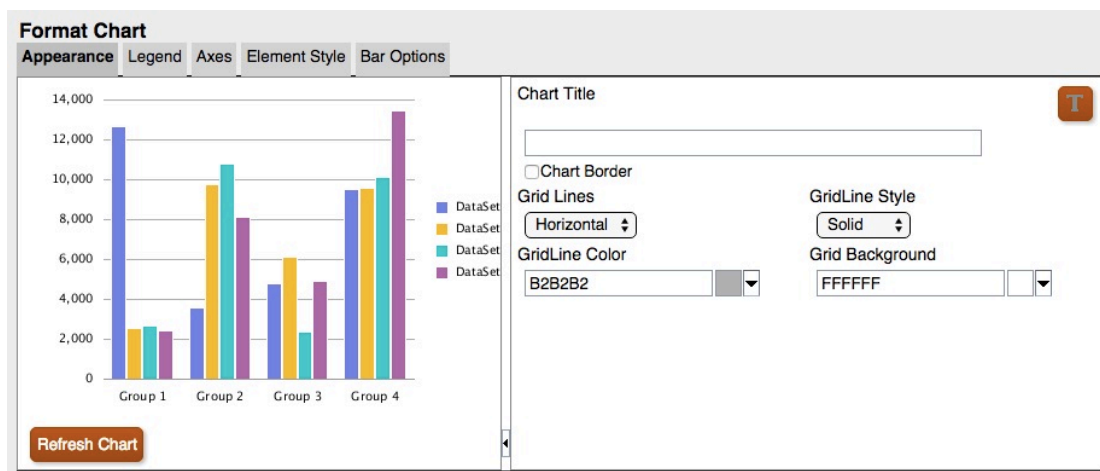 Format Chart
Appearance Legend Axes Element Style Bar Options
14,000
12,000
10,000
8,000
6,000
4,000
2,000
0
Group 1 Group 2 Group 3 Group 4
DataSet
DataSet
DataSet
DataSet
Refresh Chart
Chart Title
T
Chart Border
Grid Lines GridLine Style
Horizontal Solid
GridLine Color Grid Background
B2B2B2 FFFFFF